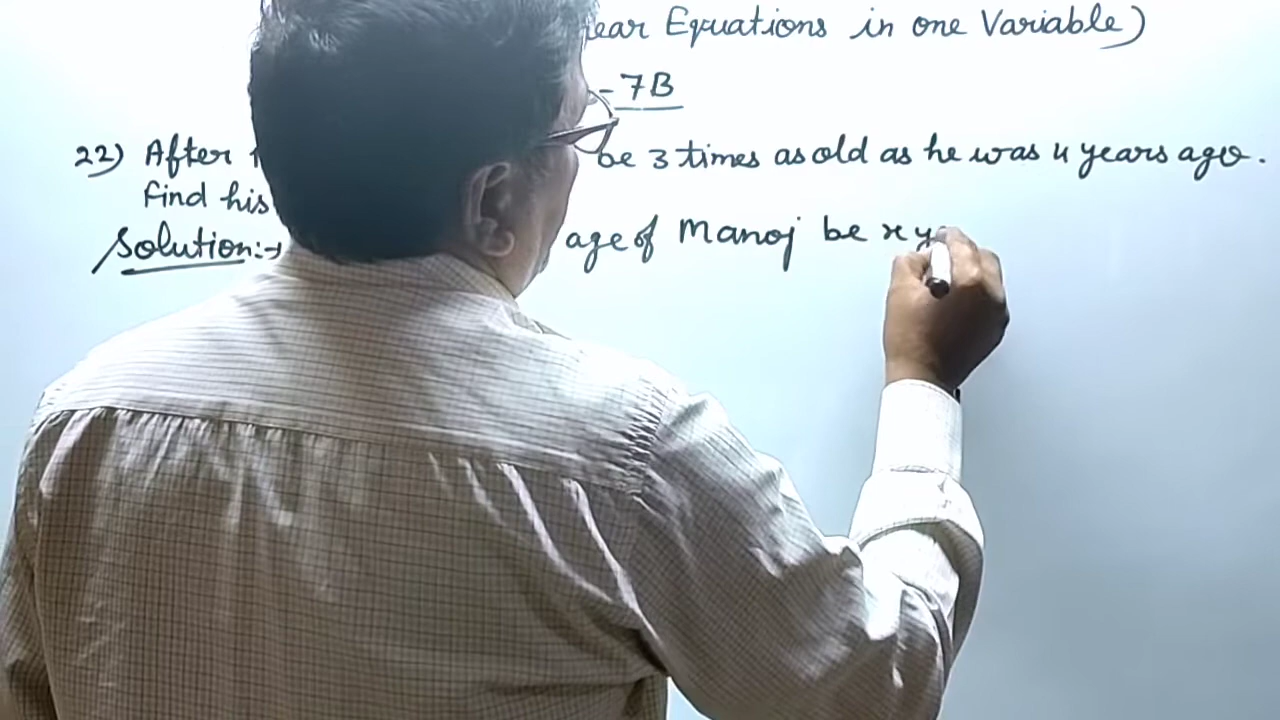 Equations in one Variable)
- 7B
22) After be 3 times as old as he was 4 years ago.
Find his
Solution:→ age of Manoj be x y